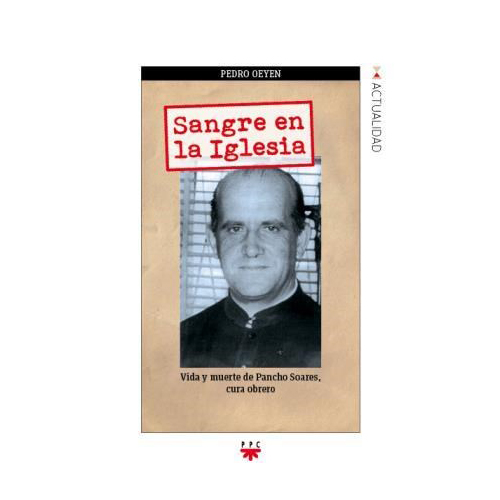 PEDRO OEYEN
Sangre en
la Iglesia
ACTUALIDAD
Vida y muerte de Pancho Soares,
cura obrero
PPC